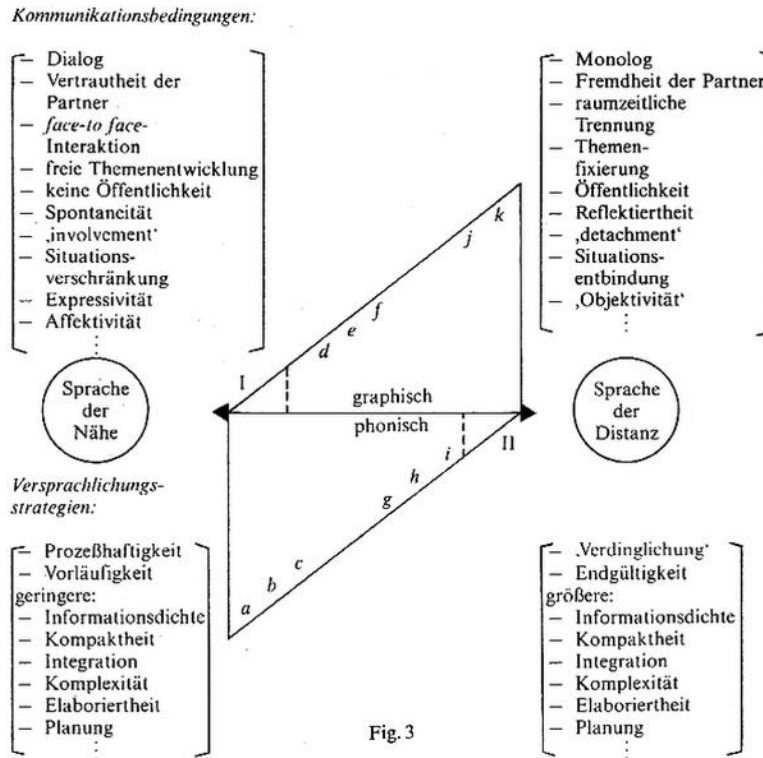 Kommunikationsbedingungen:
— Dialog
— Vertrautheit der
Partner
— face-to face-
Interaktion
— freie Themenentwicklung
— keine Öffentlichkeit
— Spontaneität
— ‚involvement‘
— Situations-
verschränkung
— Expressivität
— Affektivität
⋮
— Monolog
— Fremdheit der Partner
— raumzeitliche
Trennung
— Themen-
fixierung
— Öffentlichkeit
— Reflektiertheit
— ‚detachment‘
— Situations-
entbindung
— ‚Objektivität‘
⋮
k
j
f
e
d
I
Sprache
der
Nähe
graphisch
phonisch
Sprache
der
Distanz
II
i
h
g
c
b
a
Versprachlichungs-
strategien:
— Prozeßhaftigkeit
— Vorläufigkeit
geringere:
— Informationsdichte
— Kompaktheit
— Integration
— Komplexität
— Elaboriertheit
— Planung
⋮
— ‚Verdinglichung‘
— Endgültigkeit
größere:
— Informationsdichte
— Kompaktheit
— Integration
— Komplexität
— Elaboriertheit
— Planung
⋮
Fig. 3